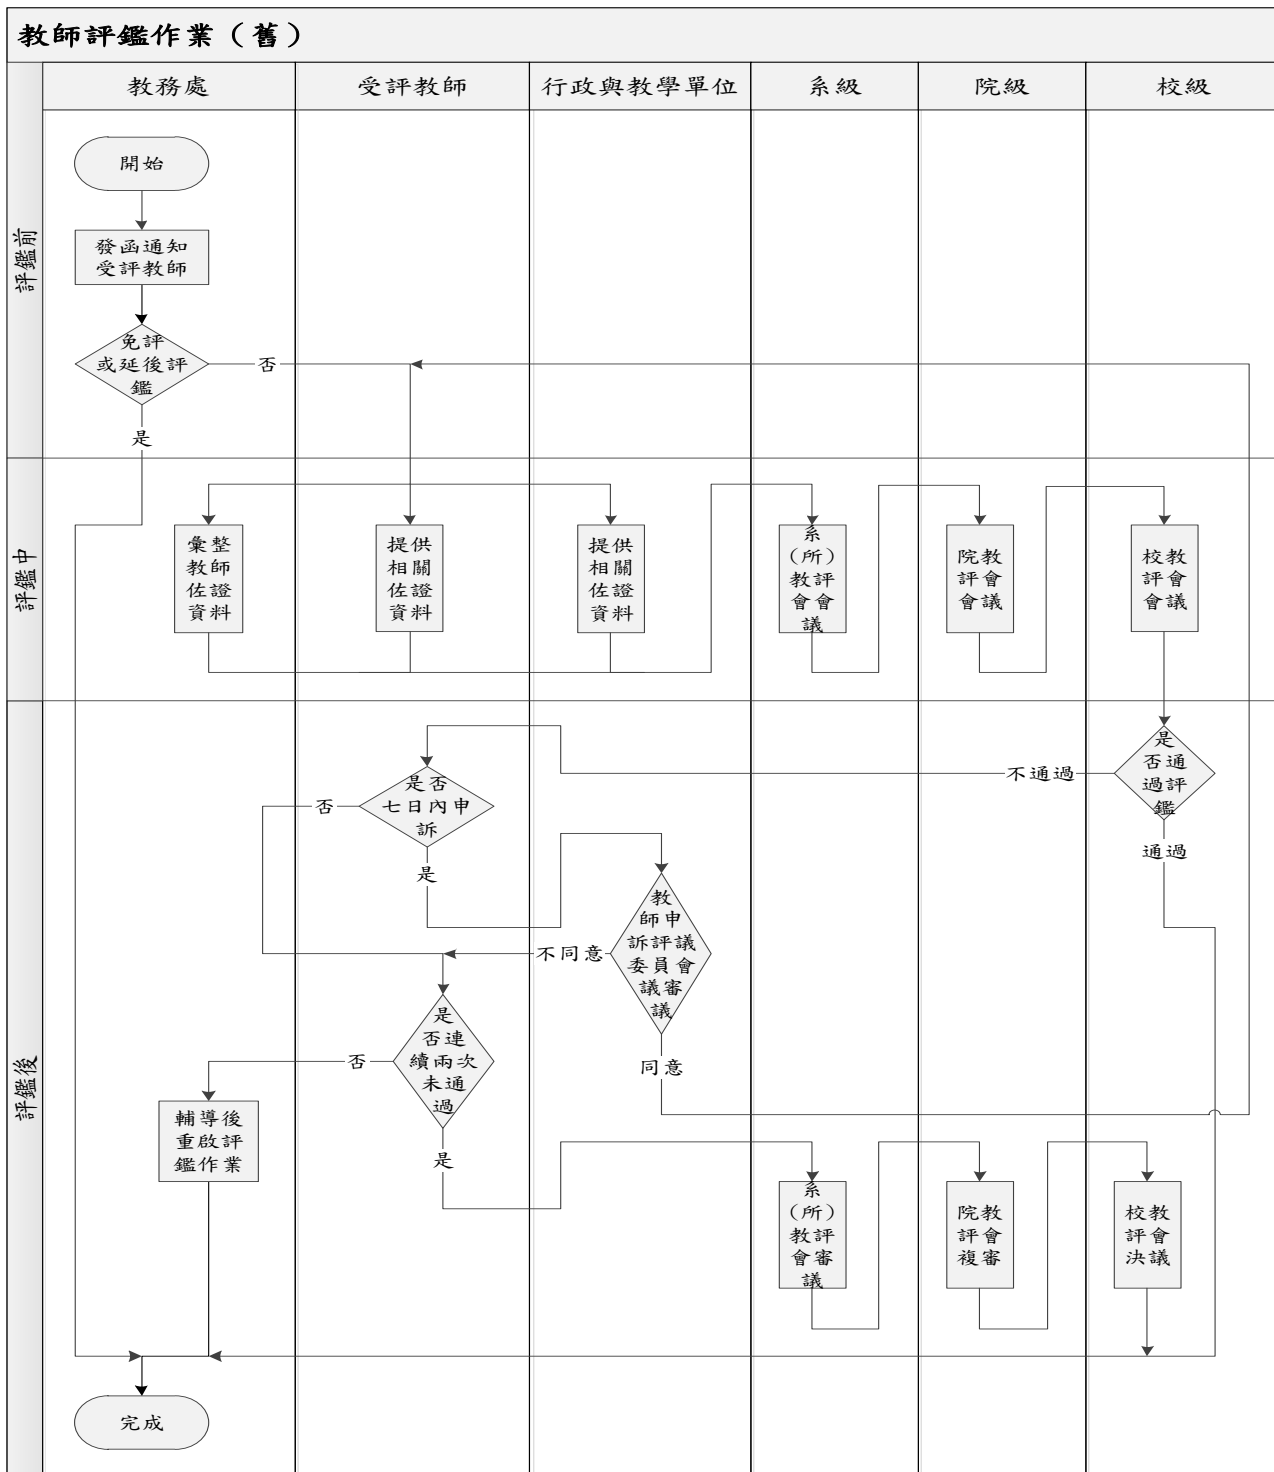 教師評鑑作業（舊）
教務處
受評教師
行政與教學單位
系級
院級
校級
評鑑前
開始
發函通知
受評教師
免評
或延後評
鑑
否
是
評鑑中
彙整
教師
佐證
資料
提供
相關
佐證
資料
提供
相關
佐證
資料
系
（所）
教評
會會
議
院教
評會
會議
校教
評會
會議
評鑑後
是
否通
過評
鑑
不通過
通過
是否
七日內申
訴
否
是
教
師申
訴評議
委員會
議審
議
不同意
同意
是
否連
續兩次
未通
過
否
是
輔導後
重啟評
鑑作業
系
（所）
教評
會審
議
院教
評會
複審
校教
評會
決議
完成